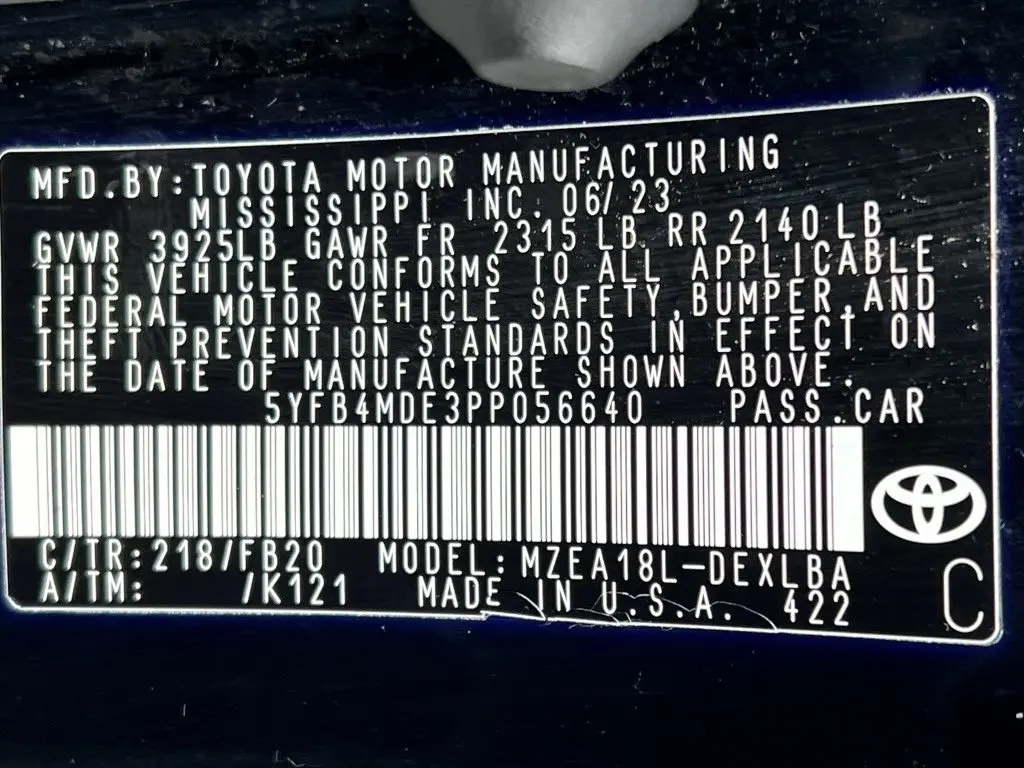 MFD.BY:TOYOTA MOTOR MANUFACTURING
MISSISSIPPI INC. 06/23
GVWR 3925LB GAWR FR 2315 LB RR 2140 LB
THIS VEHICLE CONFORMS TO ALL APPLICABLE
FEDERAL MOTOR VEHICLE SAFETY,BUMPER,AND
THEFT PREVENTION STANDARDS IN EFFECT ON
THE DATE OF MANUFACTURE SHOWN ABOVE.
5YFB4MDE3PP056640 PASS.CAR
C/TR:218/FB20 MODEL:MZEA18L-DEXLBA
A/TM: /K121 MADE IN U.S.A. 422
C